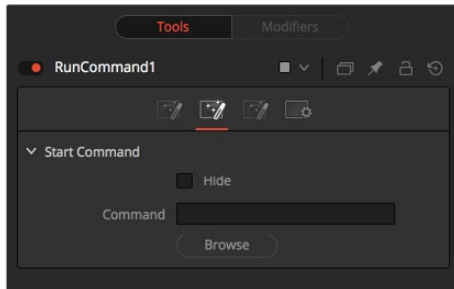 Tools Modifiers
RunCommand1
Start Command
Hide
Command
Browse